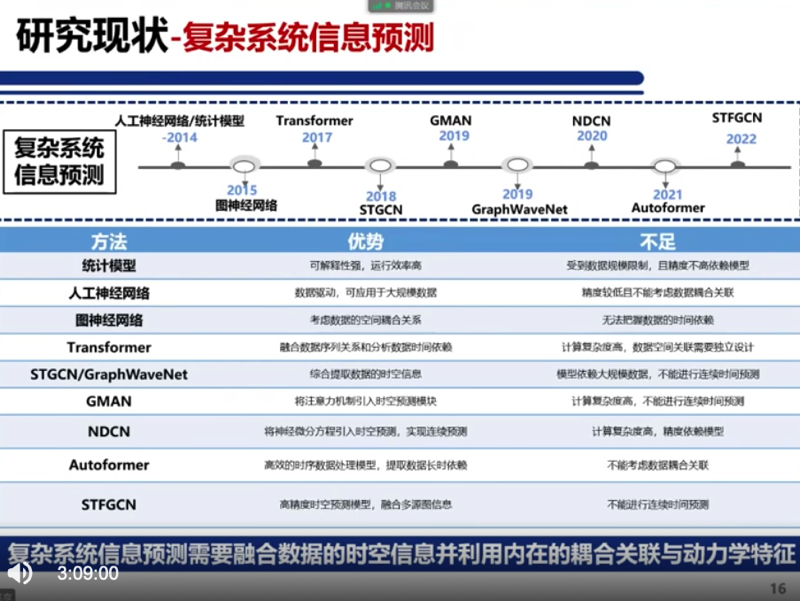 腾讯会议
研究现状-复杂系统信息预测
人工神经网络/统计模型
-2014
Transformer
2017
GMAN
2019
NDCN
2020
STFGCN
2022
复杂系统
信息预测
2015
图神经网络
2018
STGCN
2019
GraphWaveNet
2021
Autoformer
方法 优势 不足
统计模型 可解释性强，运行效率高 受到数据规模限制，且精度不高依赖模型
人工神经网络 数据驱动，可应用于大规模数据 精度较低且不能考虑数据耦合关联
图神经网络 考虑数据的空间耦合关系 无法把握数据的时间依赖
Transformer 融合数据序列关系和分析数据时间依赖 计算复杂度高，数据空间关联需要独立设计
STGCN/GraphWaveNet 综合提取数据的时空信息 模型依赖大规模数据，不能进行连续时间预测
GMAN 将注意力机制引入时空预测模块 计算复杂度高，不能进行连续时间预测
NDCN 将神经微分方程引入时空预测，实现连续预测 计算复杂度高，精度依赖模型
Autoformer 高效的时序数据处理模型，提取数据长时依赖 不能考虑数据耦合关联
STFGCN 高精度时空预测模型，融合多源图信息 不能进行连续时间预测
复杂系统信息预测需要融合数据的时空信息并利用内在的耦合关联与动力学特征
3:09:00
16